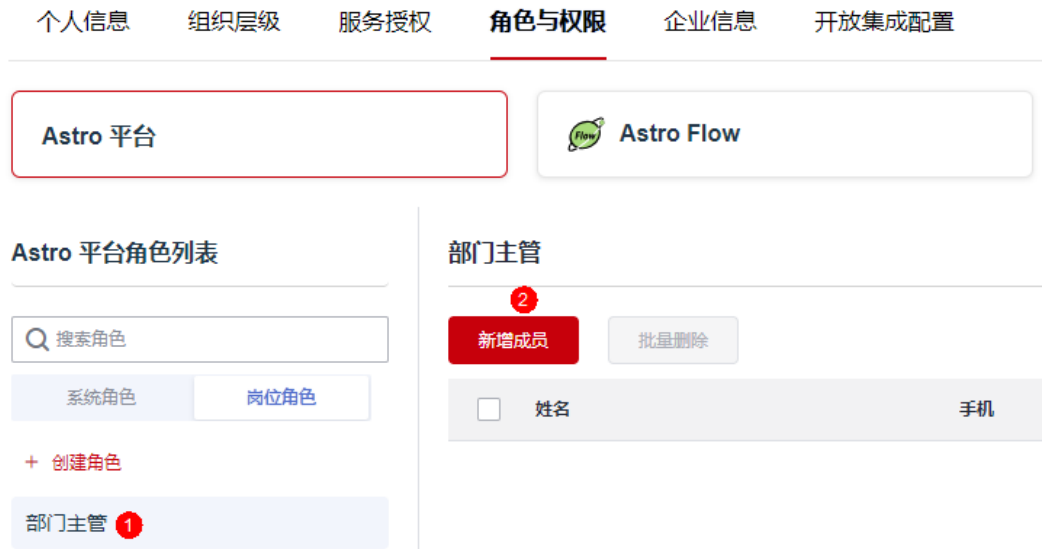 个人信息 组织层级 服务授权 角色与权限 企业信息 开放集成配置
Astro 平台
Flow Astro Flow
Astro 平台角色列表
搜索角色
系统角色 岗位角色
+ 创建角色
部门主管 1
部门主管
2
新增成员 批量删除
姓名 手机